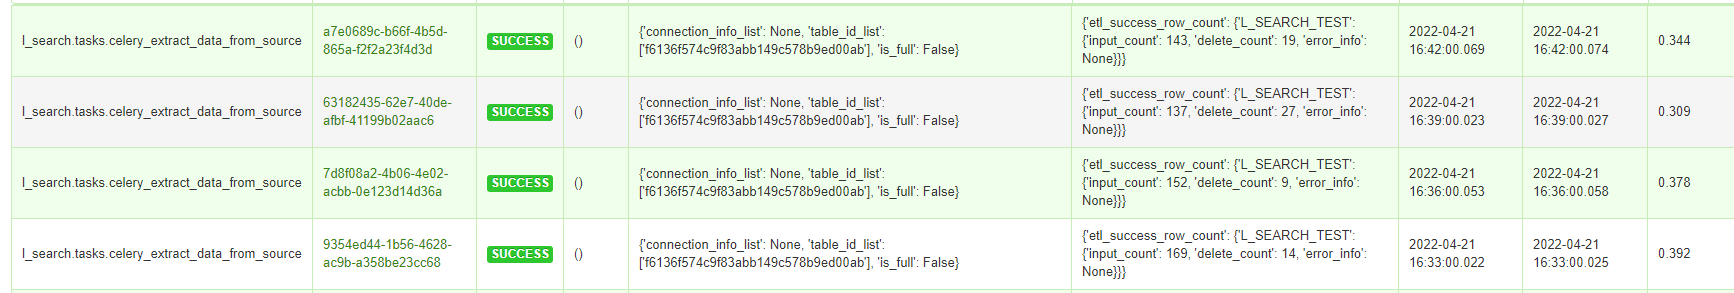 l_search.tasks.celery_extract_data_from_source
a7e0689c-b66f-4b5d-
865a-f2f2a23f4d3d
SUCCESS
()
{'connection_info_list': None, 'table_id_list':
['f6136f574c9f83abb149c578b9ed00ab'], 'is_full': False}
{'etl_success_row_count': {'L_SEARCH_TEST':
{'input_count': 143, 'delete_count': 19, 'error_info':
None}}}
2022-04-21
16:42:00.069
2022-04-21
16:42:00.074
0.344
l_search.tasks.celery_extract_data_from_source
63182435-62e7-40de-
afbf-41199b02aac6
SUCCESS
()
{'connection_info_list': None, 'table_id_list':
['f6136f574c9f83abb149c578b9ed00ab'], 'is_full': False}
{'etl_success_row_count': {'L_SEARCH_TEST':
{'input_count': 137, 'delete_count': 27, 'error_info':
None}}}
2022-04-21
16:39:00.023
2022-04-21
16:39:00.027
0.309
l_search.tasks.celery_extract_data_from_source
7d8f08a2-4b06-4e02-
acbb-0e123d14d36a
SUCCESS
()
{'connection_info_list': None, 'table_id_list':
['f6136f574c9f83abb149c578b9ed00ab'], 'is_full': False}
{'etl_success_row_count': {'L_SEARCH_TEST':
{'input_count': 152, 'delete_count': 9, 'error_info':
None}}}
2022-04-21
16:36:00.053
2022-04-21
16:36:00.058
0.378
l_search.tasks.celery_extract_data_from_source
9354ed44-1b56-4628-
ac9b-a358be23cc68
SUCCESS
()
{'connection_info_list': None, 'table_id_list':
['f6136f574c9f83abb149c578b9ed00ab'], 'is_full': False}
{'etl_success_row_count': {'L_SEARCH_TEST':
{'input_count': 169, 'delete_count': 14, 'error_info':
None}}}
2022-04-21
16:33:00.022
2022-04-21
16:33:00.025
0.392